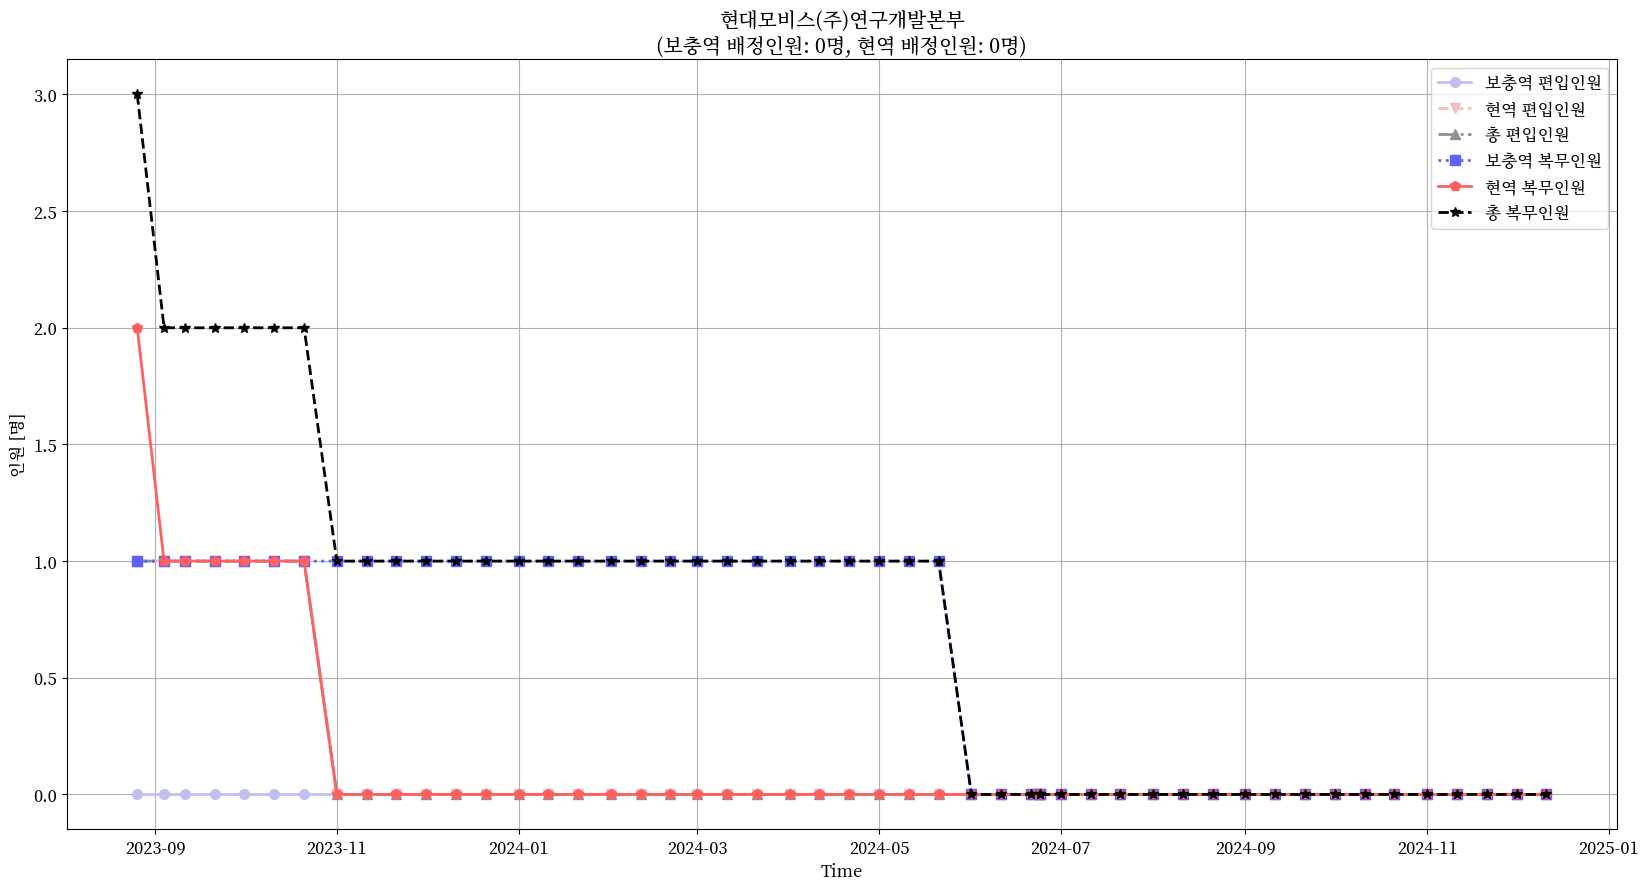 현대모비스(주)연구개발본부
(보충역 배정인원: 0명, 현역 배정인원: 0명)
보충역 편입인원
현역 편입인원
총 편입인원
보충역 복무인원
현역 복무인원
총 복무인원
인원 [명]
3.0
2.5
2.0
1.5
1.0
0.5
0.0
2023-09 2023-11 2024-01 2024-03 2024-05 2024-07 2024-09 2024-11 2025-01
Time